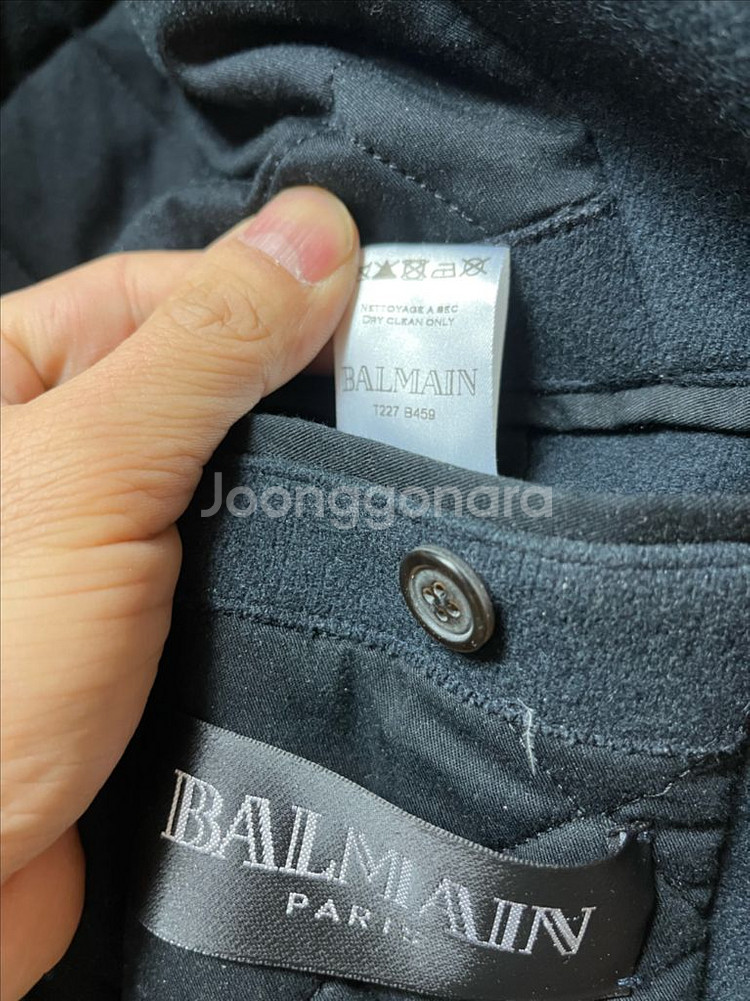 NETTOYAGE A SEC
DRY CLEAN ONLY
BALMAIN
T227 B459
Joonggonara
BALMAIN
PARIS